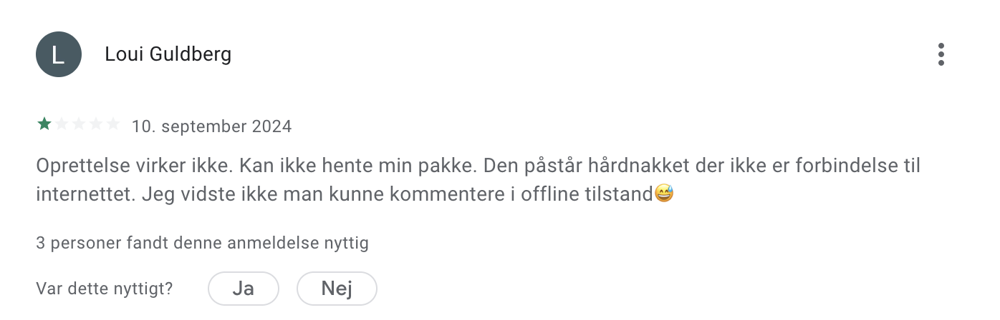 L
Loui Guldberg
10. september 2024
Oprettelse virker ikke. Kan ikke hente min pakke. Den påstår hårdnakket der ikke er forbindelse til
internettet. Jeg vidste ikke man kunne kommentere i offline tilstand😅
3 personer fandt denne anmeldelse nyttig
Var dette nyttigt? Ja Nej